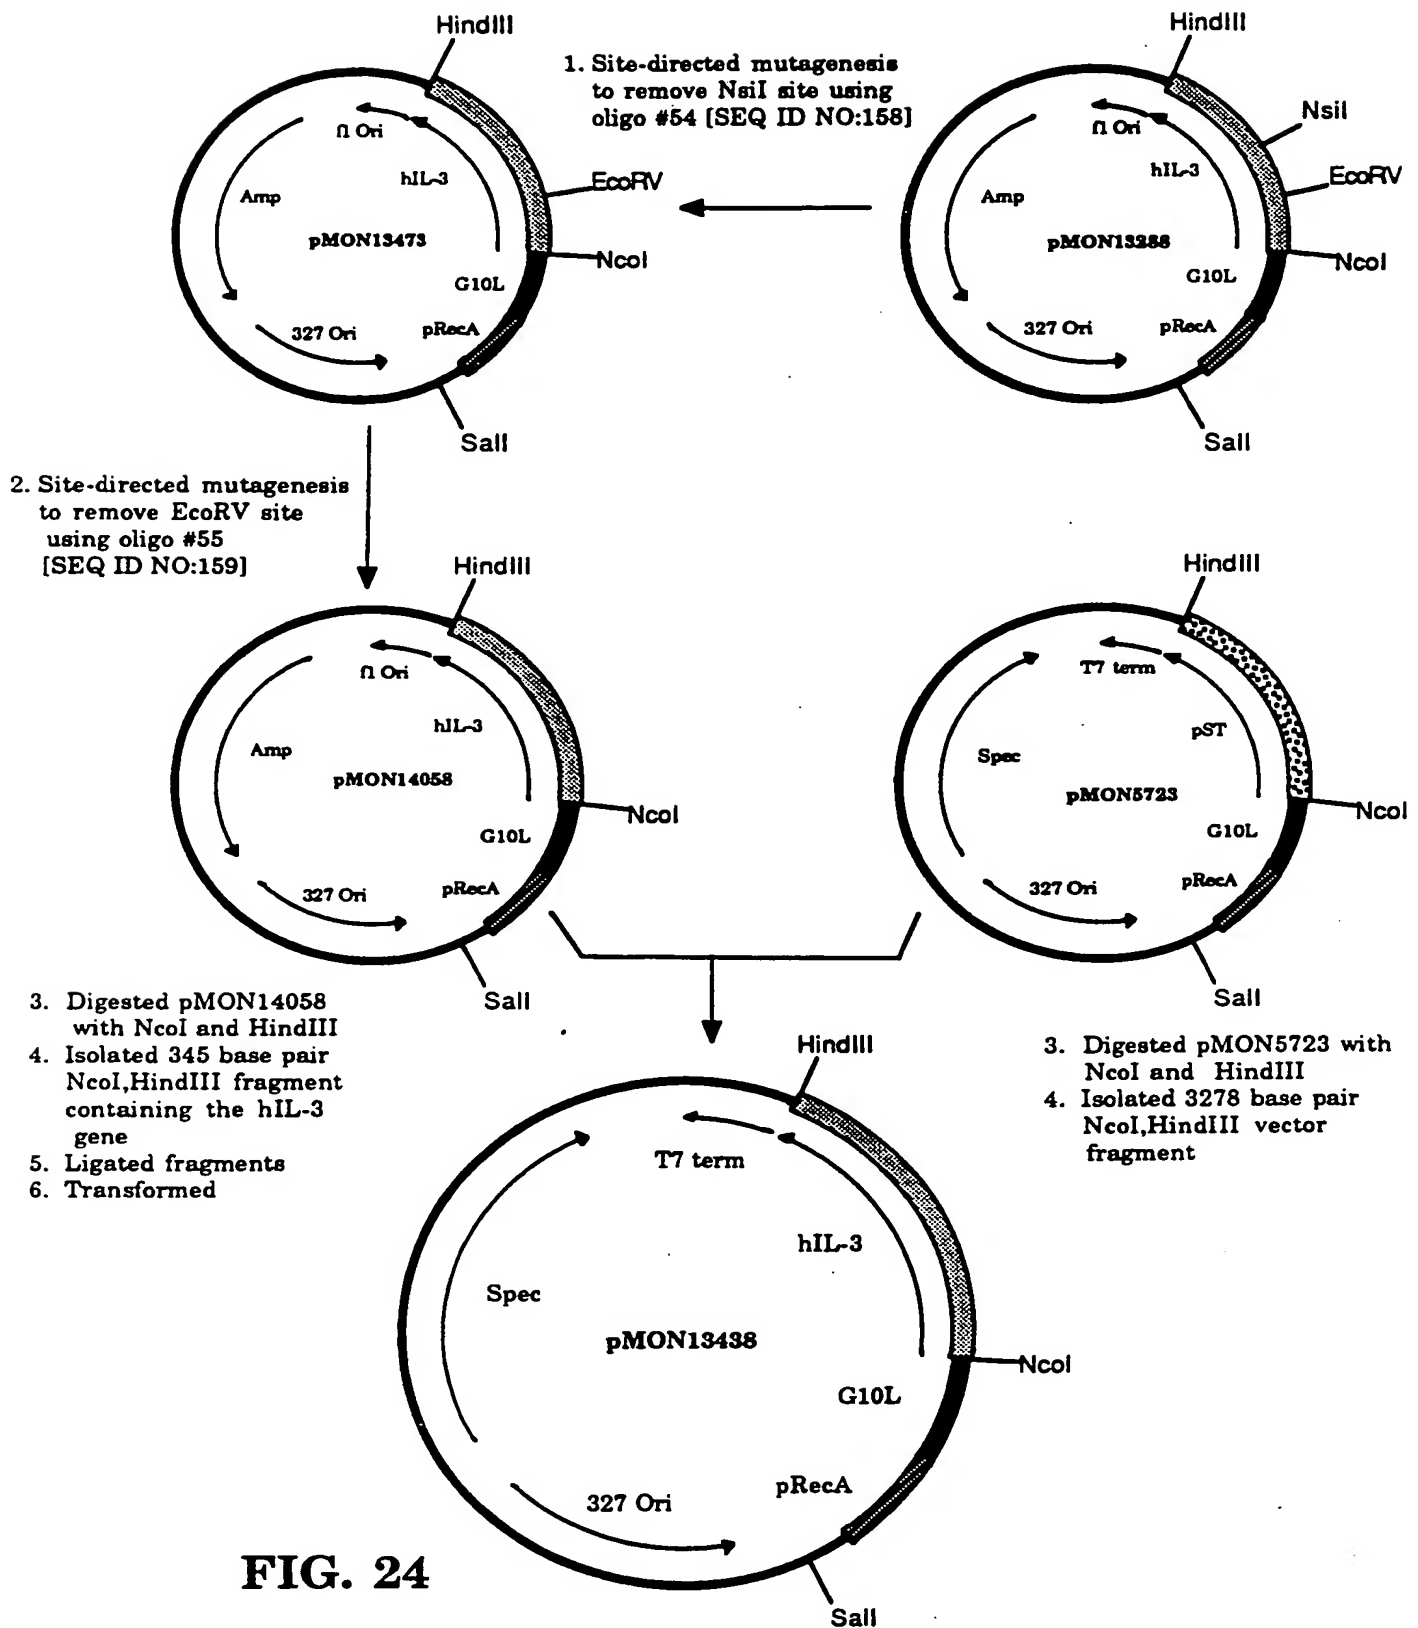 HindIII
f1 Ori
hIL-3
Amp
EcoRV
pMON13473
NcoI
G10L
pRecA
327 Ori
SalI
1. Site-directed mutagenesis
to remove NsiI site using
oligo #54 [SEQ ID NO:158]
HindIII
NsiI
f1 Ori
hIL-3
EcoRV
Amp
pMON13288
NcoI
G10L
pRecA
327 Ori
SalI
2. Site-directed mutagenesis
to remove EcoRV site
using oligo #55
[SEQ ID NO:159]
HindIII
f1 Ori
hIL-3
Amp
pMON14058
NcoI
G10L
pRecA
327 Ori
SalI
HindIII
T7 term
pST
Spec
pMON5723
NcoI
G10L
pRecA
327 Ori
SalI
3. Digested pMON14058
with NcoI and HindIII
4. Isolated 345 base pair
NcoI,HindIII fragment
containing the hIL-3
gene
5. Ligated fragments
6. Transformed
3. Digested pMON5723 with
NcoI and HindIII
4. Isolated 3278 base pair
NcoI,HindIII vector
fragment
HindIII
T7 term
hIL-3
Spec
pMON13438
NcoI
G10L
pRecA
327 Ori
SalI
FIG. 24